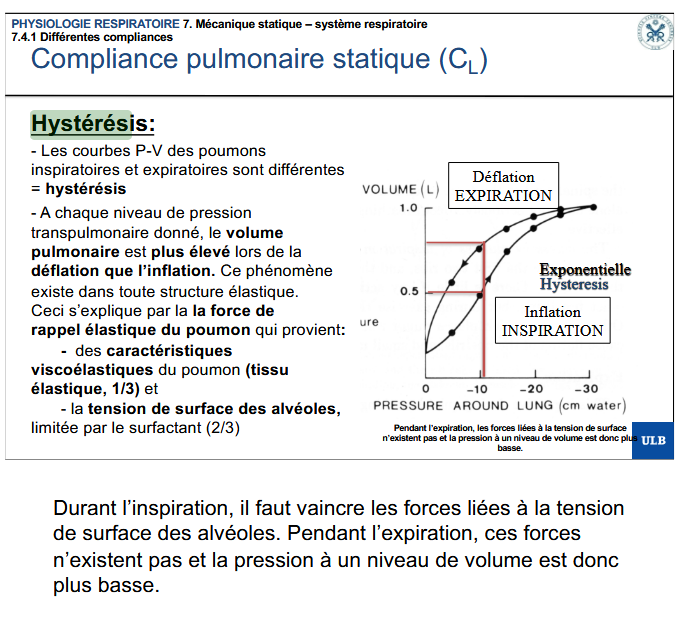 PHYSIOLOGIE RESPIRATOIRE 7. Mécanique statique – système respiratoire
7.4.1 Différentes compliances
Compliance pulmonaire statique (CL)
Hystérésis:
- Les courbes P-V des poumons
inspiratoires et expiratoires sont différentes
= hystérésis
- A chaque niveau de pression
transpulmonaire donné, le volume
pulmonaire est plus élevé lors de la
déflation que l'inflation. Ce phénomène
existe dans toute structure élastique.
Ceci s'explique par la la force de
rappel élastique du poumon qui provient:
- des caractéristiques
viscoélastiques du poumon (tissu
élastique, 1/3) et
- la tension de surface des alvéoles,
limitée par le surfactant (2/3)
Déflation
EXPIRATION
VOLUME (L)
1.0
0.5
ure
Exponentielle
Hysteresis
Inflation
INSPIRATION
0 -10 -20 -30
PRESSURE AROUND LUNG (cm water)
Pendant l'expiration, les forces liées à la tension de surface
n'existent pas et la pression à un niveau de volume est donc plus
basse.
ULB
Durant l'inspiration, il faut vaincre les forces liées à la tension
de surface des alvéoles. Pendant l'expiration, ces forces
n'existent pas et la pression à un niveau de volume est donc
plus basse.